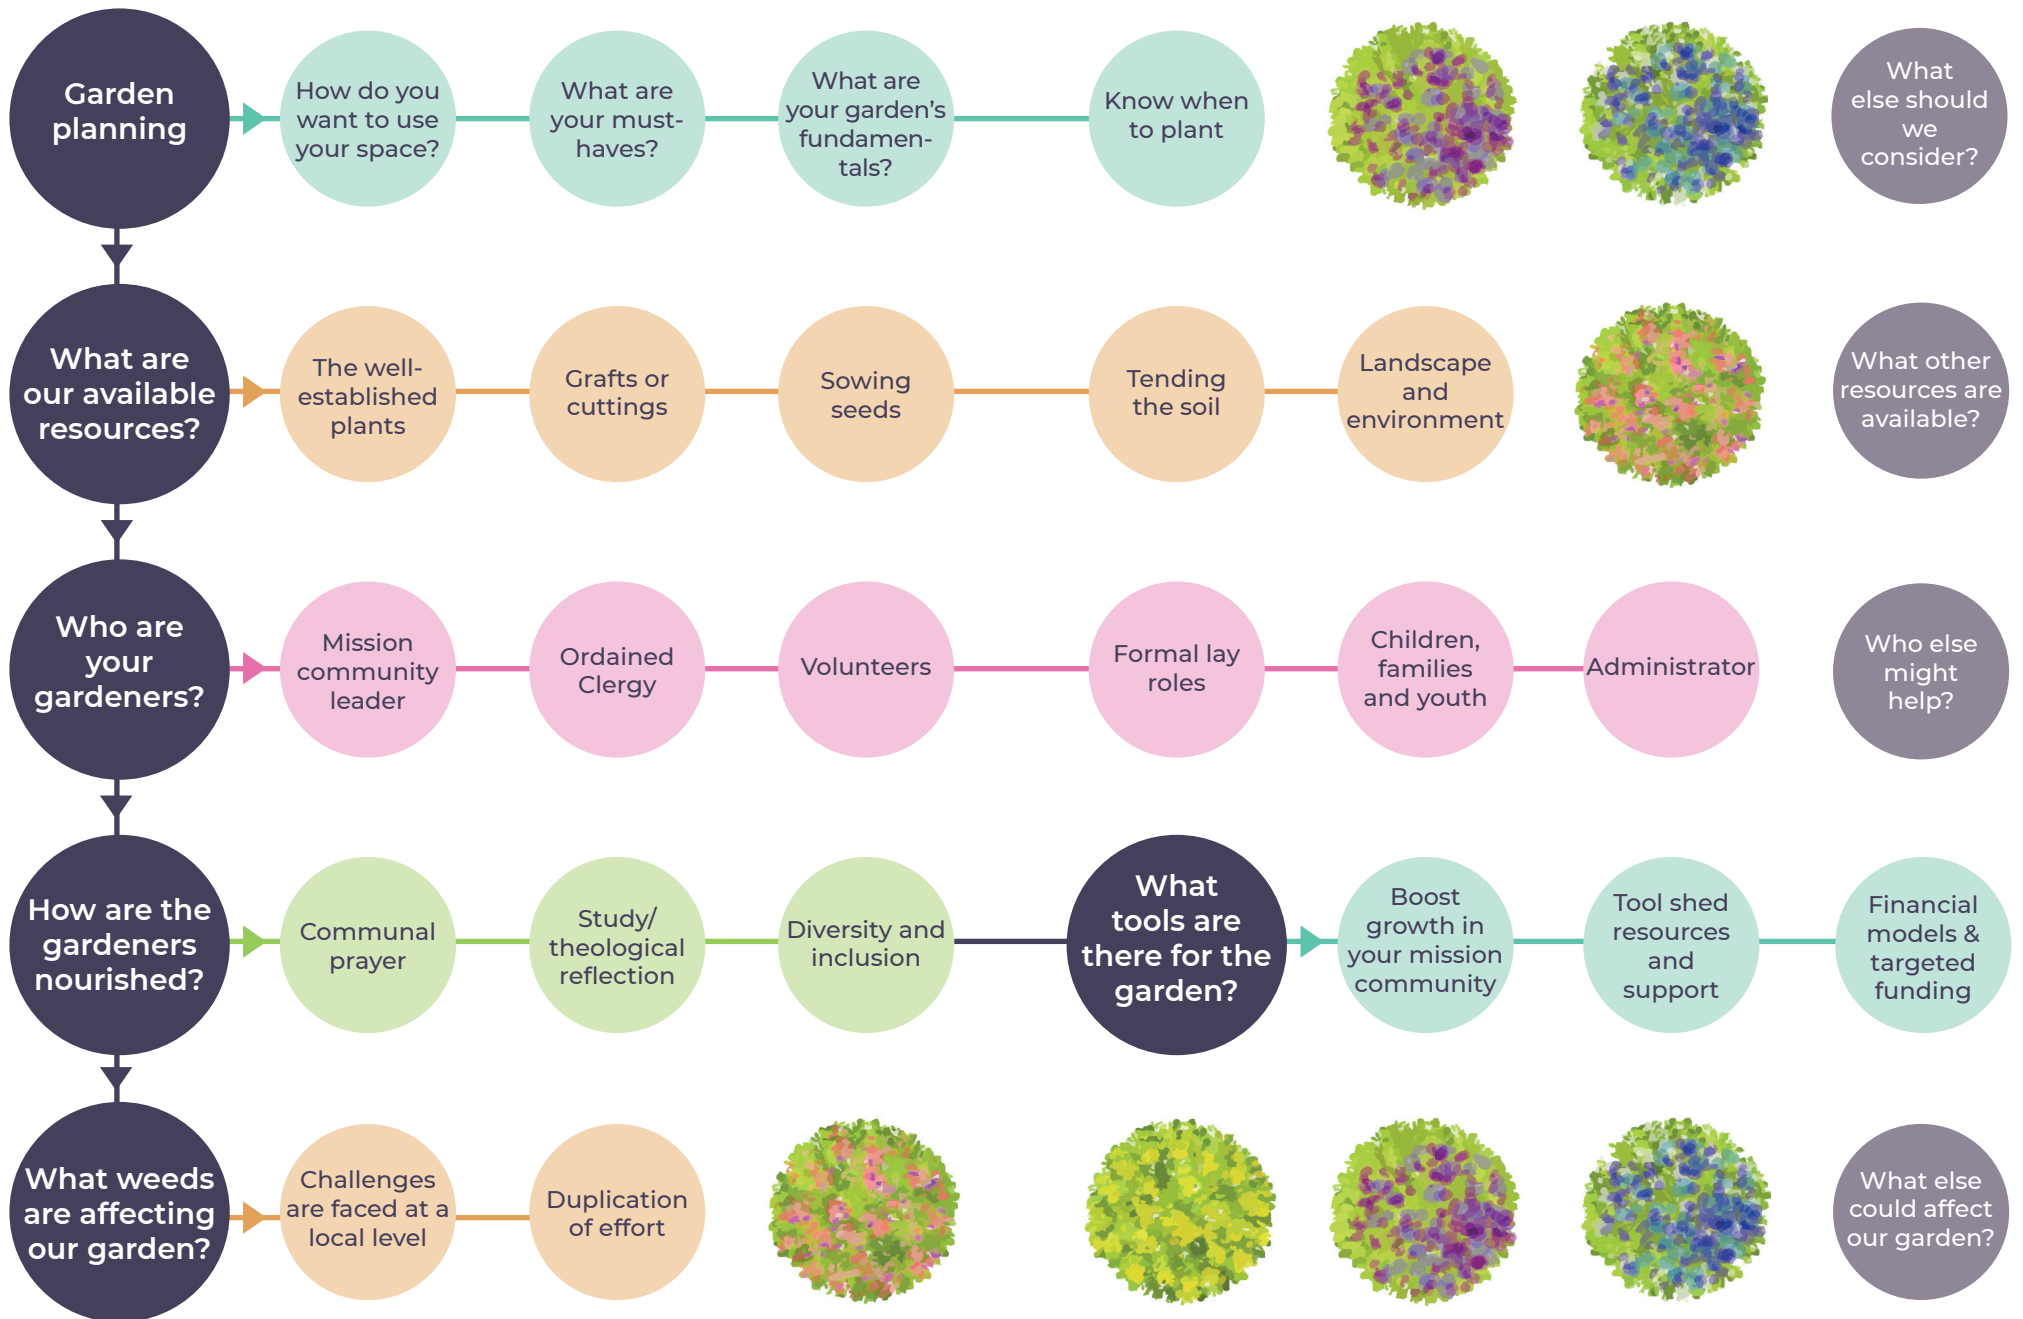 Garden
planning
How do you
want to use
your space?
What are
your must-
haves?
What are
your garden’s
fundamen-
tals?
Know when
to plant
What
else should
we
consider?
What are
our available
resources?
The well-
established
plants
Grafts or
cuttings
Sowing
seeds
Tending
the soil
Landscape
and
environment
What other
resources are
available?
Who are
your
gardeners?
Mission
community
leader
Ordained
Clergy
Volunteers
Formal lay
roles
Children,
families
and youth
Administrator
Who else
might
help?
How are the
gardeners
nourished?
Communal
prayer
Study/
theological
reflection
Diversity and
inclusion
What
tools are
there for the
garden?
Boost
growth in
your mission
community
Tool shed
resources
and
support
Financial
models &
targeted
funding
What weeds
are affecting
our garden?
Challenges
are faced at a
local level
Duplication
of effort
What else
could affect
our garden?